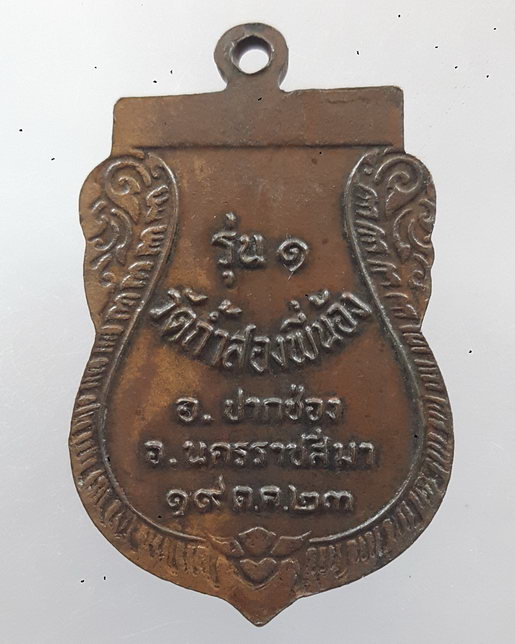 รุ่น ๑
วัดถ้ำสองพี่น้อง
อ. ปากช่อง
จ. นครราชสีมา
๑๙ ต.ค. ๒๓